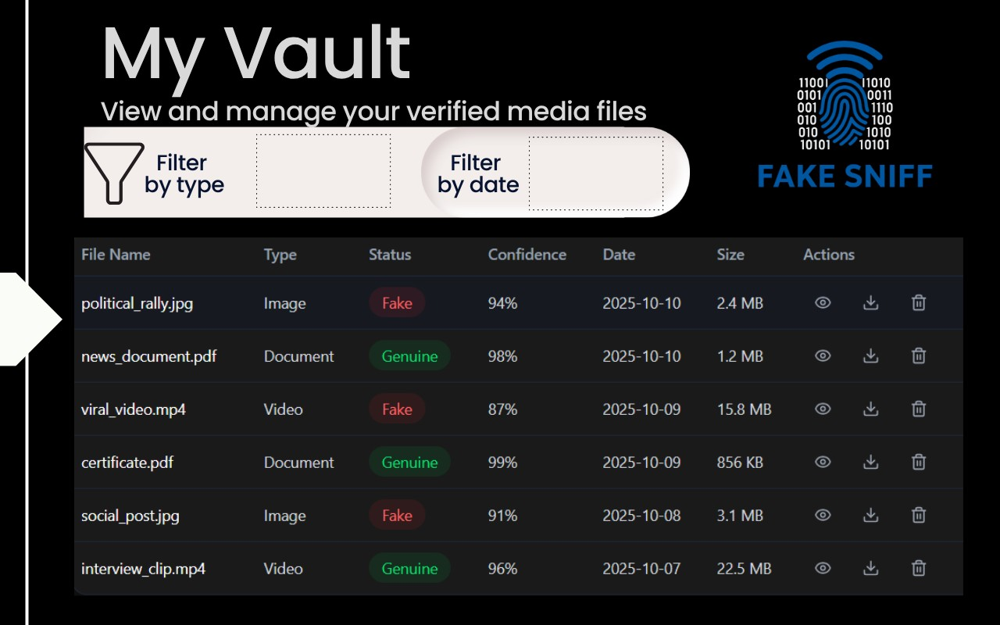 My Vault
View and manage your verified media files
Filter
by type
Filter
by date
11001 11010
0101 0011
001 1110
010 100
010 1010
10101 10101
FAKE SNIFF
File Name Type Status Confidence Date Size Actions
political_rally.jpg Image Fake 94% 2025-10-10 2.4 MB
news_document.pdf Document Genuine 98% 2025-10-10 1.2 MB
viral_video.mp4 Video Fake 87% 2025-10-09 15.8 MB
certificate.pdf Document Genuine 99% 2025-10-09 856 KB
social_post.jpg Image Fake 91% 2025-10-08 3.1 MB
interview_clip.mp4 Video Genuine 96% 2025-10-07 22.5 MB